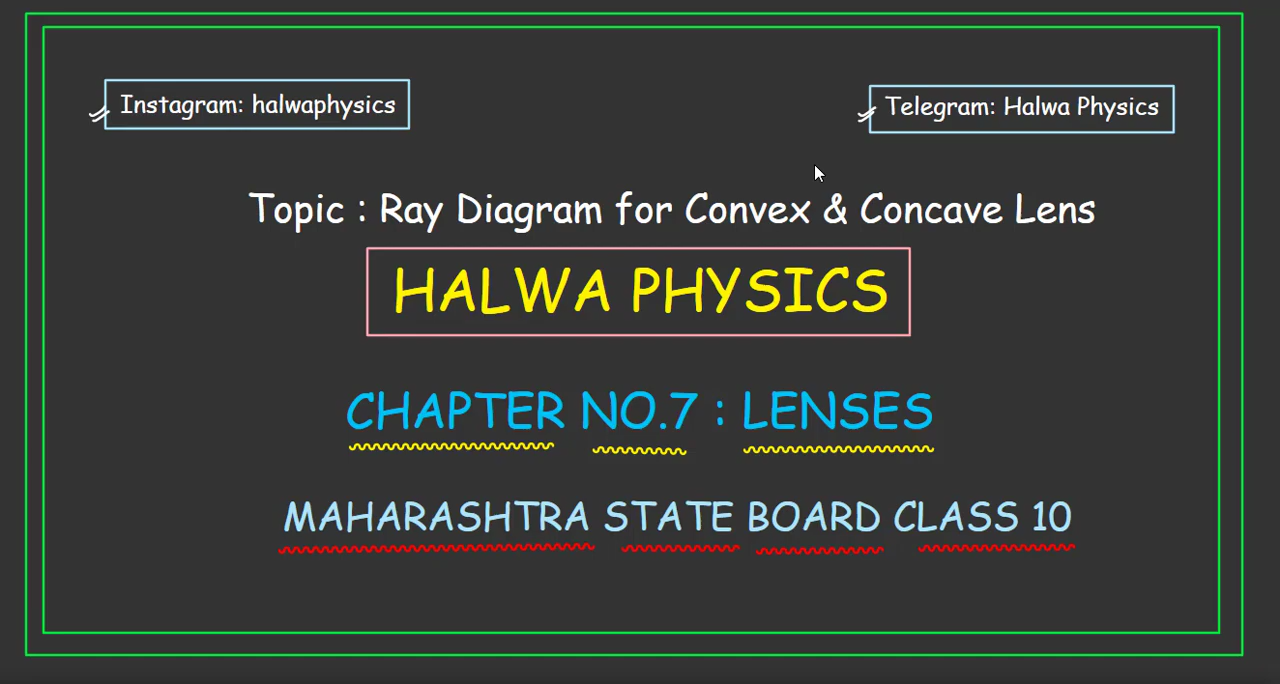 Instagram: halwaphysics
Telegram: Halwa Physics
Topic : Ray Diagram for Convex & Concave Lens
HALWA PHYSICS
CHAPTER NO.7 : LENSES
MAHARASHTRA STATE BOARD CLASS 10